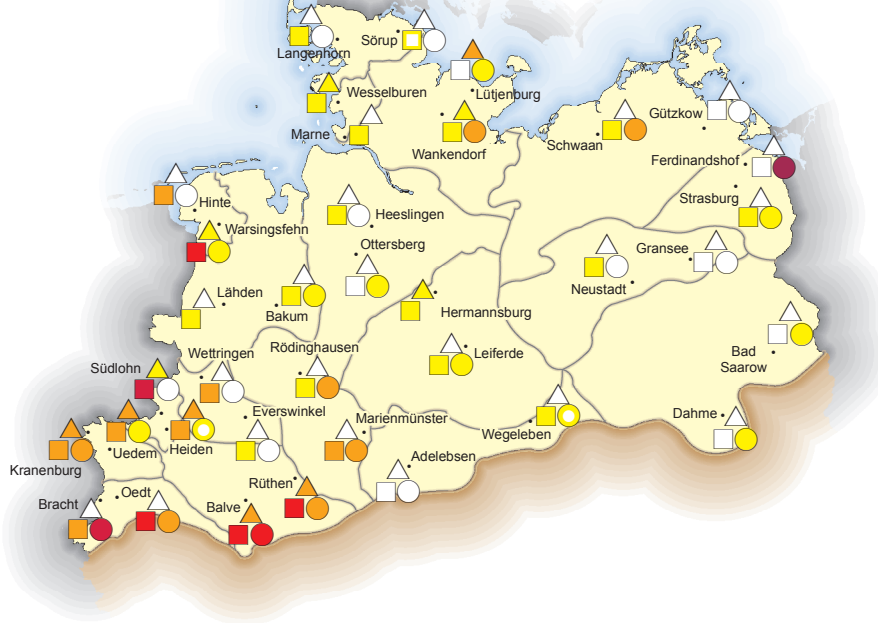 Langenhorn
Sörup
Wesselburen
Lütjenburg
Marne
Wankendorf
Schwaan
Gützkow
Ferdinandshof
Strasburg
Hinte
Heeslingen
Warsingsfehn
Ottersberg
Gransee
Neustadt
Lähden
Bakum
Hermannsburg
Rödinghausen
Leiferde
Wettringen
Bad
Saarow
Südlohn
Everswinkel
Marienmünster
Dahme
Wegeleben
Heiden
Uedem
Kranenburg
Adelebsen
Rüthen
Oedt
Bracht
Balve